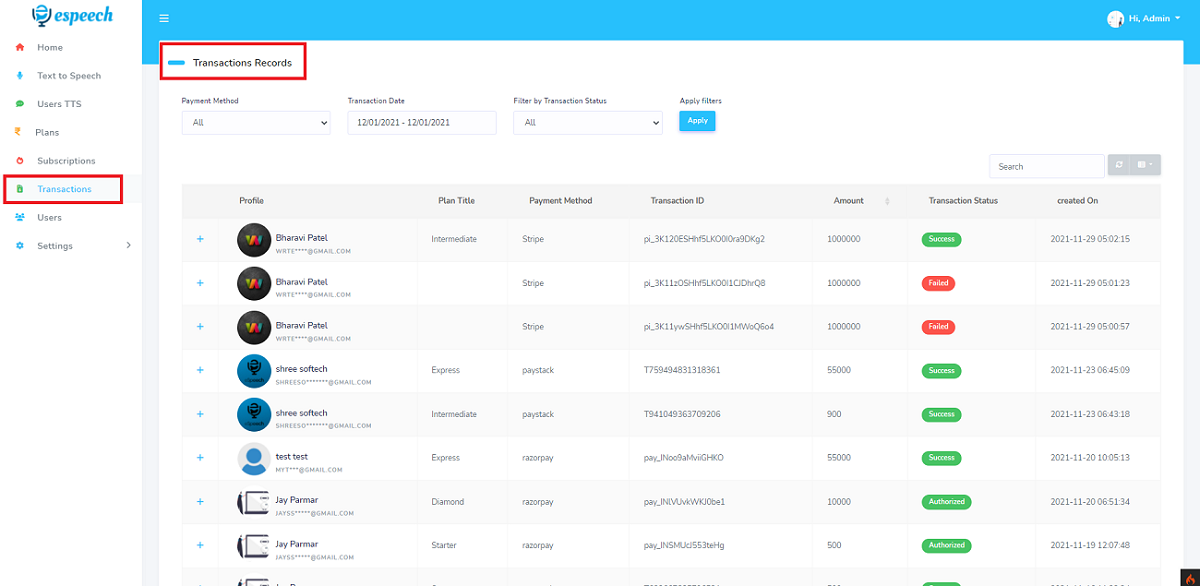 espeech
Hi, Admin
Home
Text to Speech
Users TTS
Plans
Subscriptions
Transactions
Users
Settings
Transactions Records
Payment Method Transaction Date Filter by Transaction Status Apply filters
All 12/01/2021 - 12/01/2021 All Apply
Search
Profile Plan Title Payment Method Transaction ID Amount Transaction Status created On
Bharavi Patel Intermediate Stripe pi_3K120ESHhf5LKO0I0ra9DKg2 1000000 Success 2021-11-29 05:02:15
WRTE****@GMAIL.COM
Bharavi Patel Stripe pi_3K11zOSHhf5LKO0I1CJDhrQ8 1000000 Failed 2021-11-29 05:01:23
WRTE****@GMAIL.COM
Bharavi Patel Stripe pi_3K11ywSHhf5LKO0I1MWoQ6o4 1000000 Failed 2021-11-29 05:00:57
WRTE****@GMAIL.COM
shree softech Express paystack T759494831318361 55000 Success 2021-11-23 06:45:09
SHREESO*******@GMAIL.COM
shree softech Intermediate paystack T941049363709206 900 Success 2021-11-23 06:43:18
SHREESO*******@GMAIL.COM
test test Express razorpay pay_INoo9aMviiGHKO 55000 Success 2021-11-20 10:05:13
MYT***@GMAIL.COM
Jay Parmar Diamond razorpay pay_INlVUvkWKJ0be1 10000 Authorized 2021-11-20 06:51:34
JAYSS*****@GMAIL.COM
Jay Parmar Starter razorpay pay_INSMUcJ553teHg 500 Authorized 2021-11-19 12:07:48
JAYSS*****@GMAIL.COM